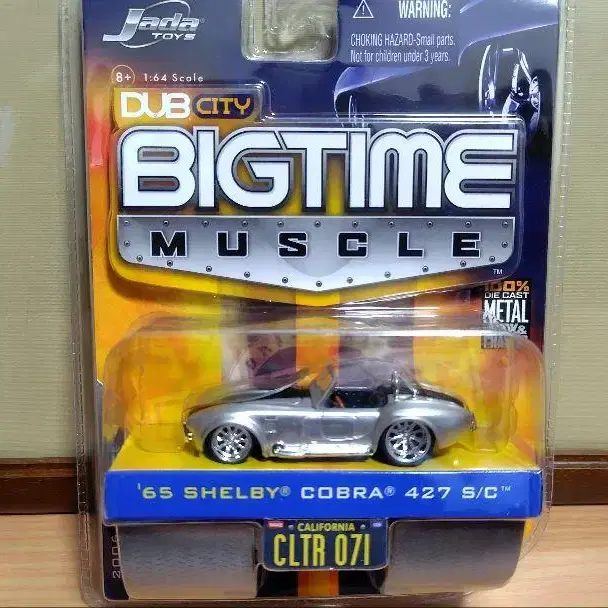 Jada
TOYS
WARNING:
CHOKING HAZARD-Small parts.
Not for children under 3 years.
8+ 1:64 Scale
DUB CITY
BIGTIME
MUSCLE
TM
100%
DIE CAST
METAL
'65 SHELBY® COBRA® 427 S/C™
CALIFORNIA
CLTR 071
2006